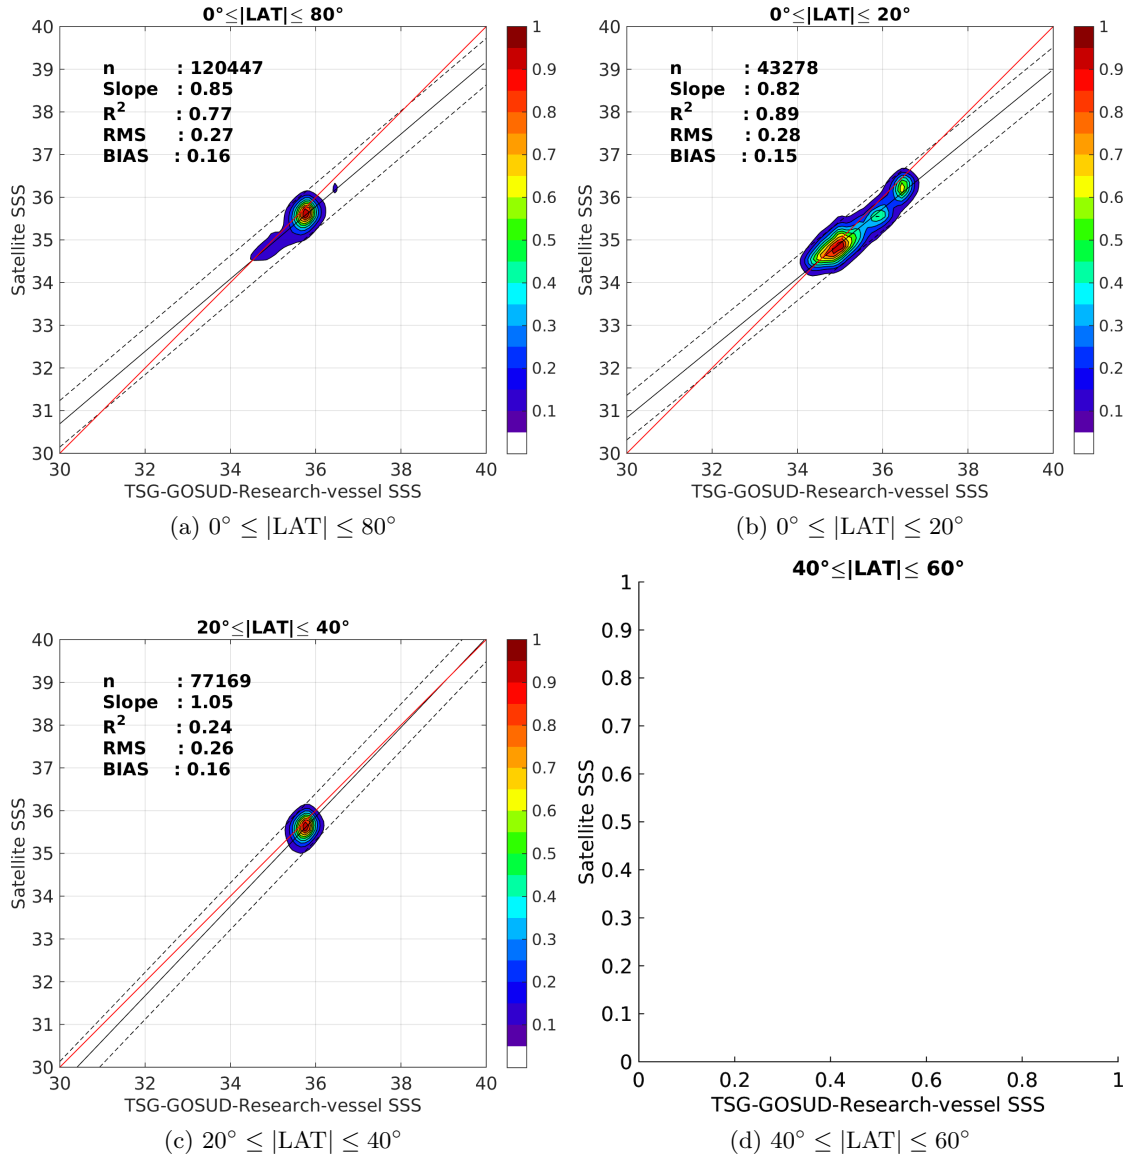 0°≤|LAT|≤ 80°
n : 120447
Slope : 0.85
R² : 0.77
RMS : 0.27
BIAS : 0.16
Satellite SSS
40
39
38
37
36
35
34
33
32
31
30
30 32 34 36 38 40
TSG-GOSUD-Research-vessel SSS
1
0.9
0.8
0.7
0.6
0.5
0.4
0.3
0.2
0.1
(a) 0° ≤ |LAT| ≤ 80°
0°≤|LAT|≤ 20°
n : 43278
Slope : 0.82
R² : 0.89
RMS : 0.28
BIAS : 0.15
Satellite SSS
40
39
38
37
36
35
34
33
32
31
30
30 32 34 36 38 40
TSG-GOSUD-Research-vessel SSS
1
0.9
0.8
0.7
0.6
0.5
0.4
0.3
0.2
0.1
(b) 0° ≤ |LAT| ≤ 20°
20°≤|LAT|≤ 40°
n : 77169
Slope : 1.05
R² : 0.24
RMS : 0.26
BIAS : 0.16
Satellite SSS
40
39
38
37
36
35
34
33
32
31
30
30 32 34 36 38 40
TSG-GOSUD-Research-vessel SSS
1
0.9
0.8
0.7
0.6
0.5
0.4
0.3
0.2
0.1
(c) 20° ≤ |LAT| ≤ 40°
40°≤|LAT|≤ 60°
Satellite SSS
1
0.9
0.8
0.7
0.6
0.5
0.4
0.3
0.2
0.1
0
0 0.2 0.4 0.6 0.8 1
TSG-GOSUD-Research-vessel SSS
(d) 40° ≤ |LAT| ≤ 60°